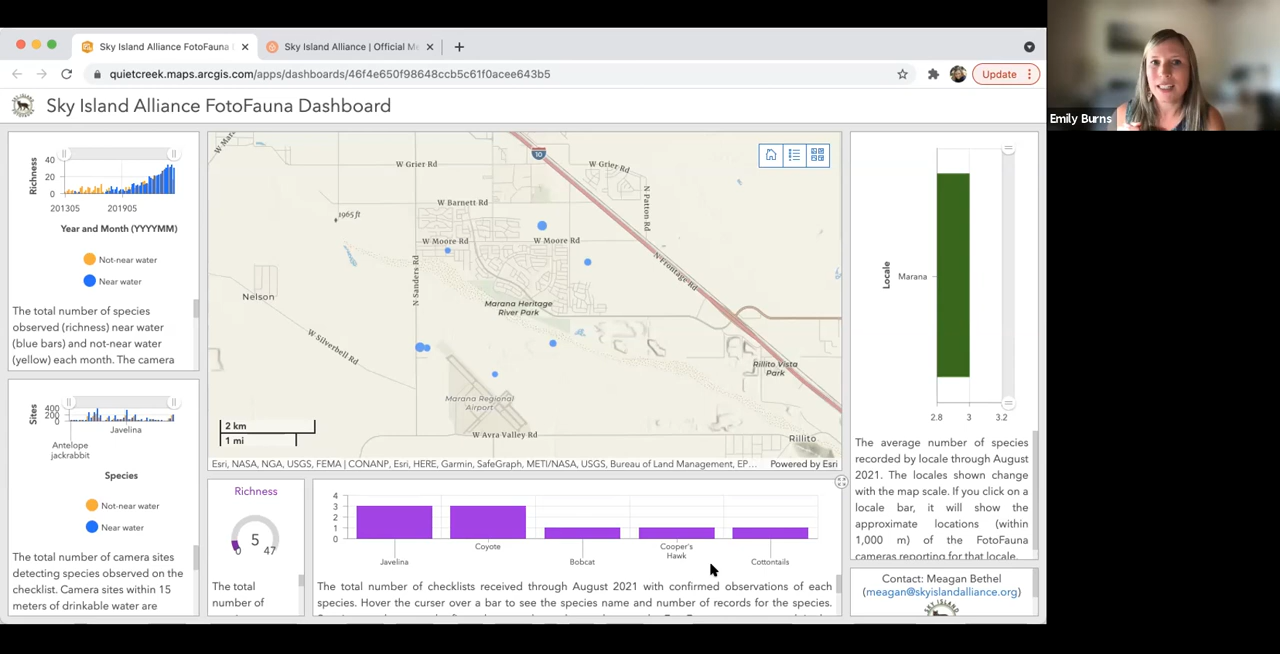 Sky Island Alliance FotoFauna
Sky Island Alliance | Official Me
quietcreek.maps.arcgis.com/apps/dashboards/46f4e650f98648ccb5c61f0acee643b5
Update
Emily Burns
Sky Island Alliance FotoFauna Dashboard
Richness
40
20
0
201305
201905
Year and Month (YYYYMM)
Not-near water
Near water
The total number of species
observed (richness) near water
(blue bars) and not-near water
(yellow) each month. The camera
Sites
400
200
0
Javelina
Antelope
jackrabbit
Species
Not-near water
Near water
The total number of camera sites
detecting species observed on the
checklist. Camera sites within 15
meters of drinkable water are
10
W Grier Rd
W Grier Rd
N Patton Rd
W Barnett Rd
1965 ft
W Moore Rd
W Moore Rd
N Sanders Rd
N Frontage Rd
Nelson
Marana Heritage
River Park
W Silverbell Rd
Rillito Vista
Park
Marana Regional
Airport
2 km
1 mi
W Avra Valley Rd
Rillito
Esri, NASA, NGA, USGS, FEMA | CONANP, Esri, HERE, Garmin, SafeGraph, METI/NASA, USGS, Bureau of Land Management, EP...
Powered by Esri
Richness
5
0
47
The total
number of
4
3
2
1
0
Javelina
Coyote
Bobcat
Cooper's
Hawk
Cottontails
The total number of checklists received through August 2021 with confirmed observations of each
species. Hover the curser over a bar to see the species name and number of records for the species.
Locale
Marana
2.8
3
3.2
The average number of species
recorded by locale through August
2021. The locales shown change
with the map scale. If you click on a
locale bar, it will show the
approximate locations (within
1,000 m) of the FotoFauna
cameras reporting for that locale.
Contact: Meagan Bethel
(meagan@skyislandalliance.org)
SKY ISLAND